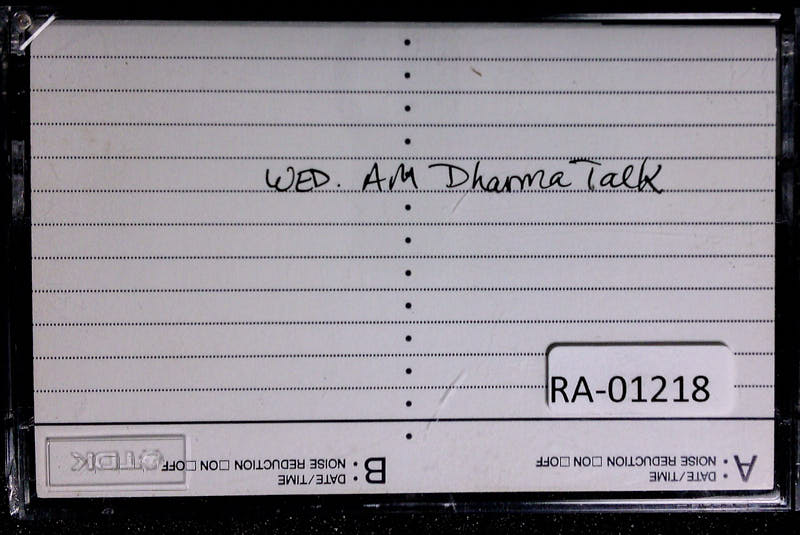 WED. AM Dharma Talk
RA-01218
A • DATE/TIME
• NOISE REDUCTION □ ON □ OFF
B • DATE/TIME
• NOISE REDUCTION □ ON □ OFF
TDK